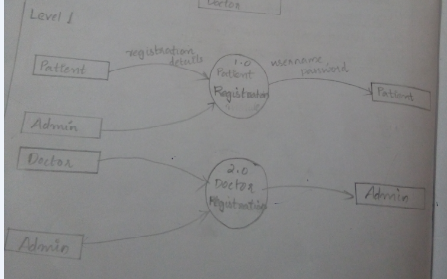 Doctor
Level 1
registration
details
Patient
1.0
Patient
Registration
username
password
Patient
Admin
Doctor
2.0
Doctor
Registration
Admin
Admin